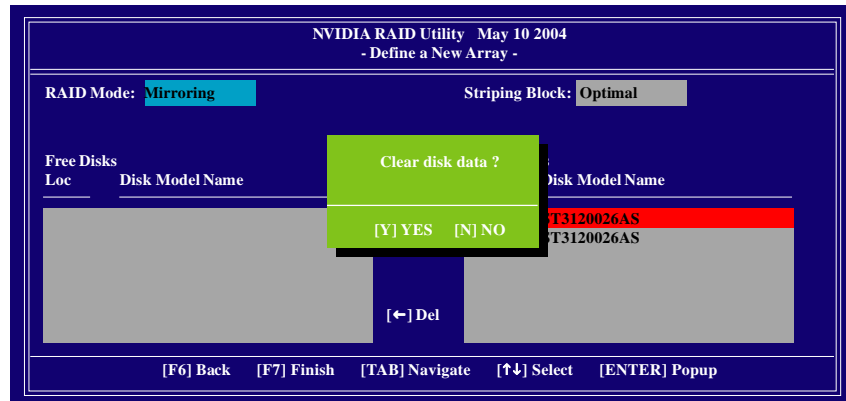 NVIDIA RAID Utility May 10 2004
- Define a New Array -
RAID Mode: Mirroring Striping Block: Optimal
Free Disks
Clear disk data ?
Loc Disk Model Name Disk Model Name
ST3120026AS
[Y] YES [N] NO
ST3120026AS
[←] Del
[F6] Back [F7] Finish [TAB] Navigate [↑↓] Select [ENTER] Popup